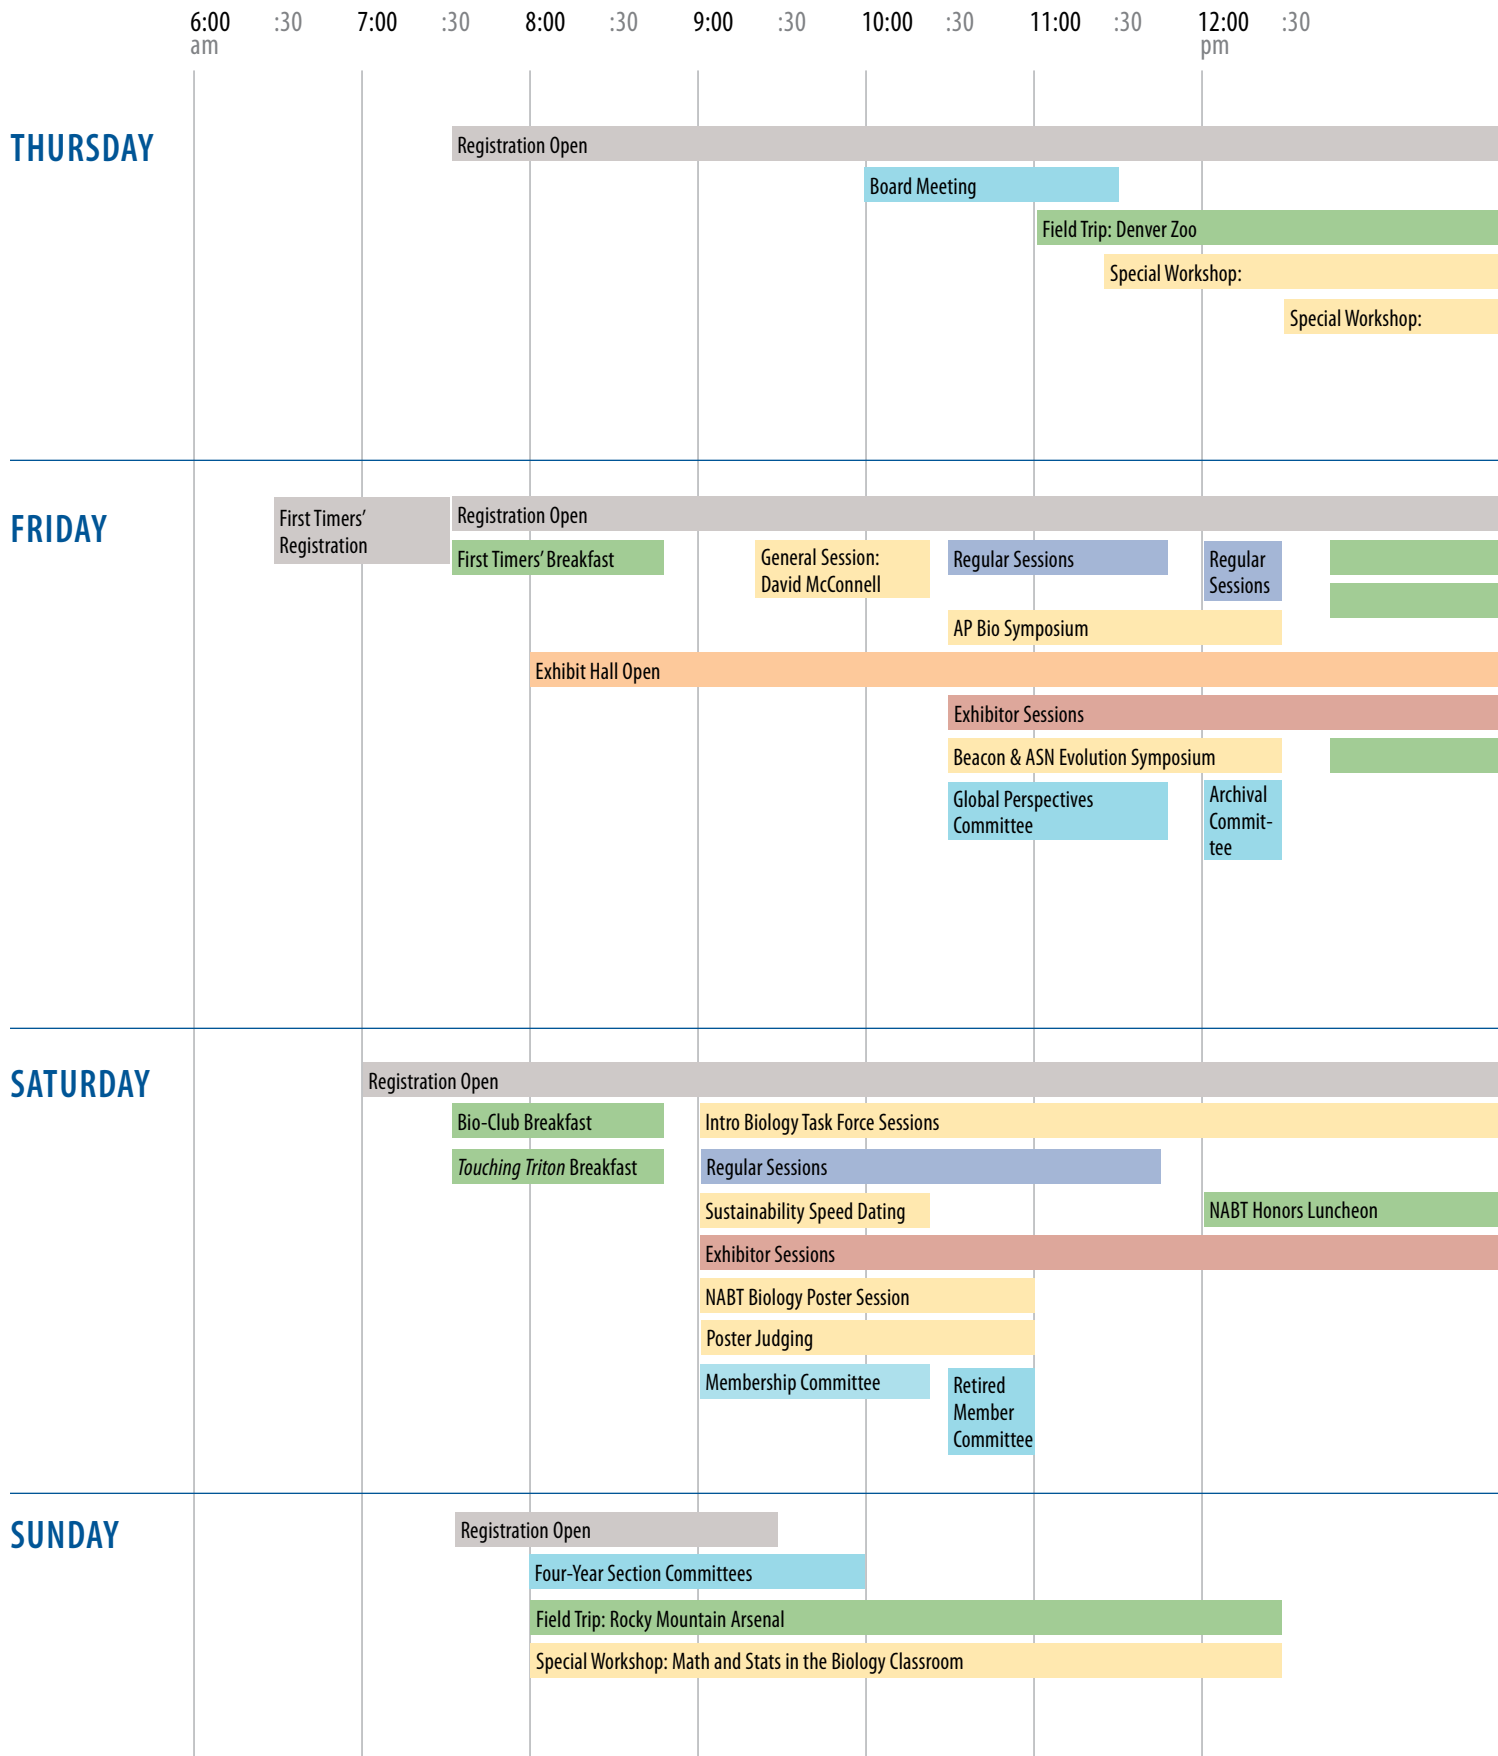 6:00 :30 7:00 :30 8:00 :30 9:00 :30 10:00 :30 11:00 :30 12:00 :30
am pm
THURSDAY
Registration Open
Board Meeting
Field Trip: Denver Zoo
Special Workshop:
Special Workshop:
FRIDAY
First Timers’
Registration
Registration Open
First Timers’ Breakfast
General Session:
David McConnell
Regular Sessions
Regular
Sessions
AP Bio Symposium
Exhibit Hall Open
Exhibitor Sessions
Beacon & ASN Evolution Symposium
Global Perspectives
Committee
Archival
Commit-
tee
SATURDAY
Registration Open
Bio-Club Breakfast
Intro Biology Task Force Sessions
Touching Triton Breakfast
Regular Sessions
Sustainability Speed Dating
NABT Honors Luncheon
Exhibitor Sessions
NABT Biology Poster Session
Poster Judging
Membership Committee
Retired
Member
Committee
SUNDAY
Registration Open
Four-Year Section Committees
Field Trip: Rocky Mountain Arsenal
Special Workshop: Math and Stats in the Biology Classroom